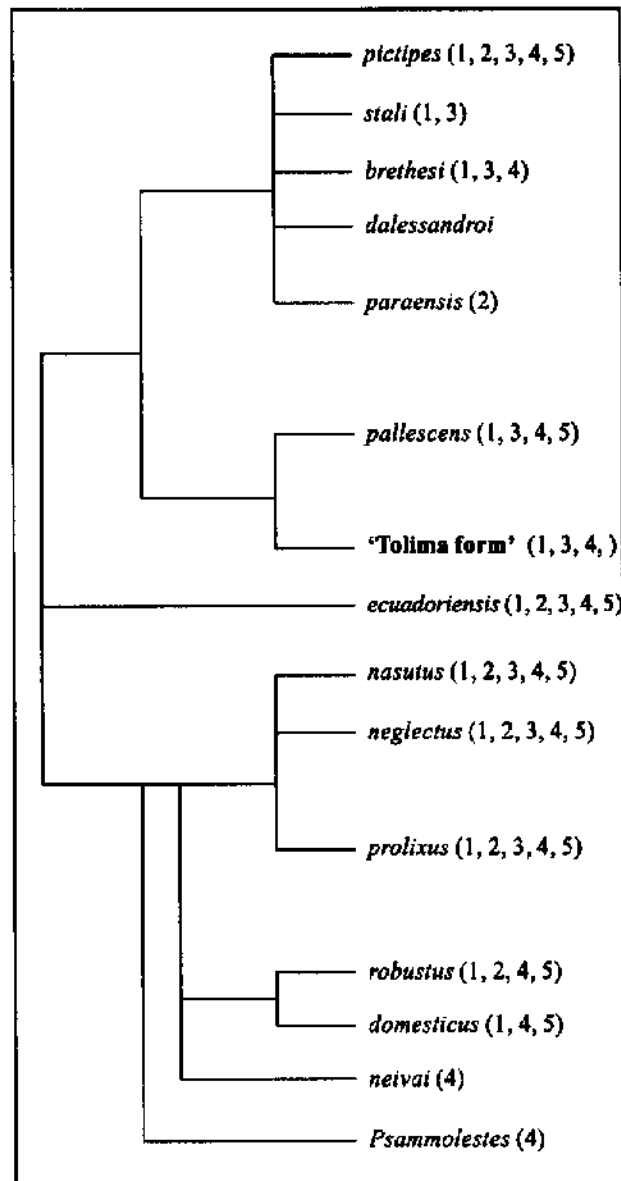 pictipes (1, 2, 3, 4, 5)
stali (1, 3)
brethesi (1, 3, 4)
dalessandroi
paraensis (2)
pallescens (1, 3, 4, 5)
‘Tolima form’ (1, 3, 4, )
ecuadoriensis (1, 2, 3, 4, 5)
nasutus (1, 2, 3, 4, 5)
neglectus (1, 2, 3, 4, 5)
prolixus (1, 2, 3, 4, 5)
robustus (1, 2, 4, 5)
domesticus (1, 4, 5)
neivai (4)
Psammolestes (4)